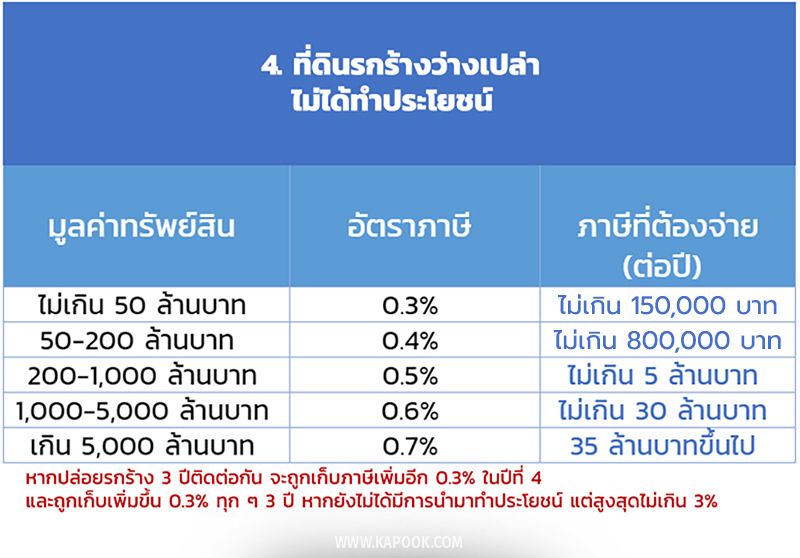 4. ที่ดินรกร้างว่างเปล่า
ไม่ได้ทำประโยชน์
มูลค่าทรัพย์สิน อัตราภาษี ภาษีที่ต้องจ่าย
(ต่อปี)
ไม่เกิน 50 ล้านบาท 0.3% ไม่เกิน 150,000 บาท
50-200 ล้านบาท 0.4% ไม่เกิน 800,000 บาท
200-1,000 ล้านบาท 0.5% ไม่เกิน 5 ล้านบาท
1,000-5,000 ล้านบาท 0.6% ไม่เกิน 30 ล้านบาท
เกิน 5,000 ล้านบาท 0.7% 35 ล้านบาทขึ้นไป
หากปล่อยรกร้าง 3 ปีติดต่อกัน จะถูกเก็บภาษีเพิ่มอีก 0.3% ในปีที่ 4
และถูกเก็บเพิ่มขึ้น 0.3% ทุก ๆ 3 ปี หากยังไม่ได้มีการนำมาทำประโยชน์ แต่สูงสุดไม่เกิน 3%
WWW.KAPOOK.COM